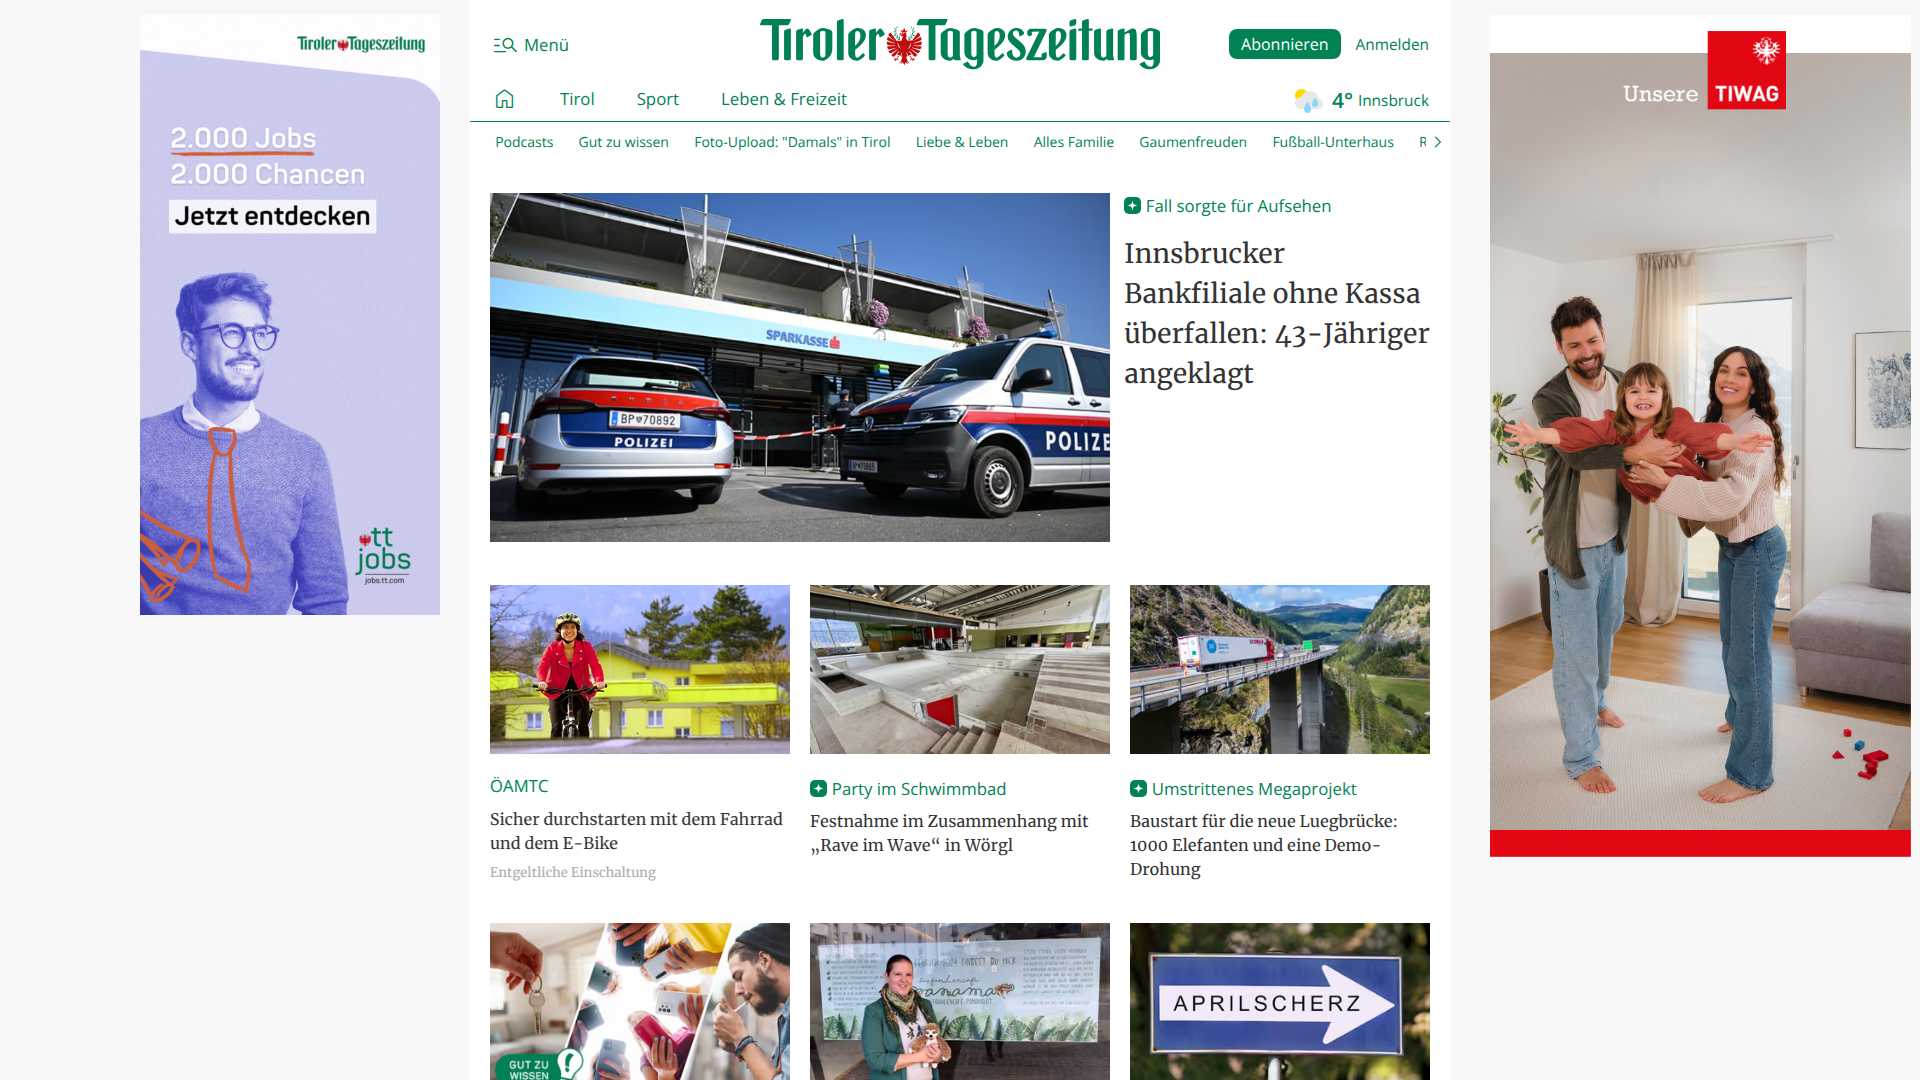 Tiroler Tageszeitung
2.000 Jobs
2.000 Chancen
Jetzt entdecken
tt
jobs
jobs.tt.com
Menü
Tiroler Tageszeitung
Abonnieren
Anmelden
Tirol
Sport
Leben & Freizeit
4° Innsbruck
Podcasts
Gut zu wissen
Foto-Upload: "Damals" in Tirol
Liebe & Leben
Alles Familie
Gaumenfreuden
Fußball-Unterhaus
SPARKASSE
BP 70892
POLIZEI
POLIZE
Fall sorgte für Aufsehen
Innsbrucker
Bankfiliale ohne Kassa
überfallen: 43-Jähriger
angeklagt
ÖAMTC
Sicher durchstarten mit dem Fahrrad
und dem E-Bike
Entgeltliche Einschaltung
Party im Schwimmbad
Festnahme im Zusammenhang mit
„Rave im Wave“ in Wörgl
Umstrittenes Megaprojekt
Baustart für die neue Luegbrücke:
1000 Elefanten und eine Demo-
Drohung
GUT ZU
WISSEN
APRILSCHERZ
Unsere
TIWAG